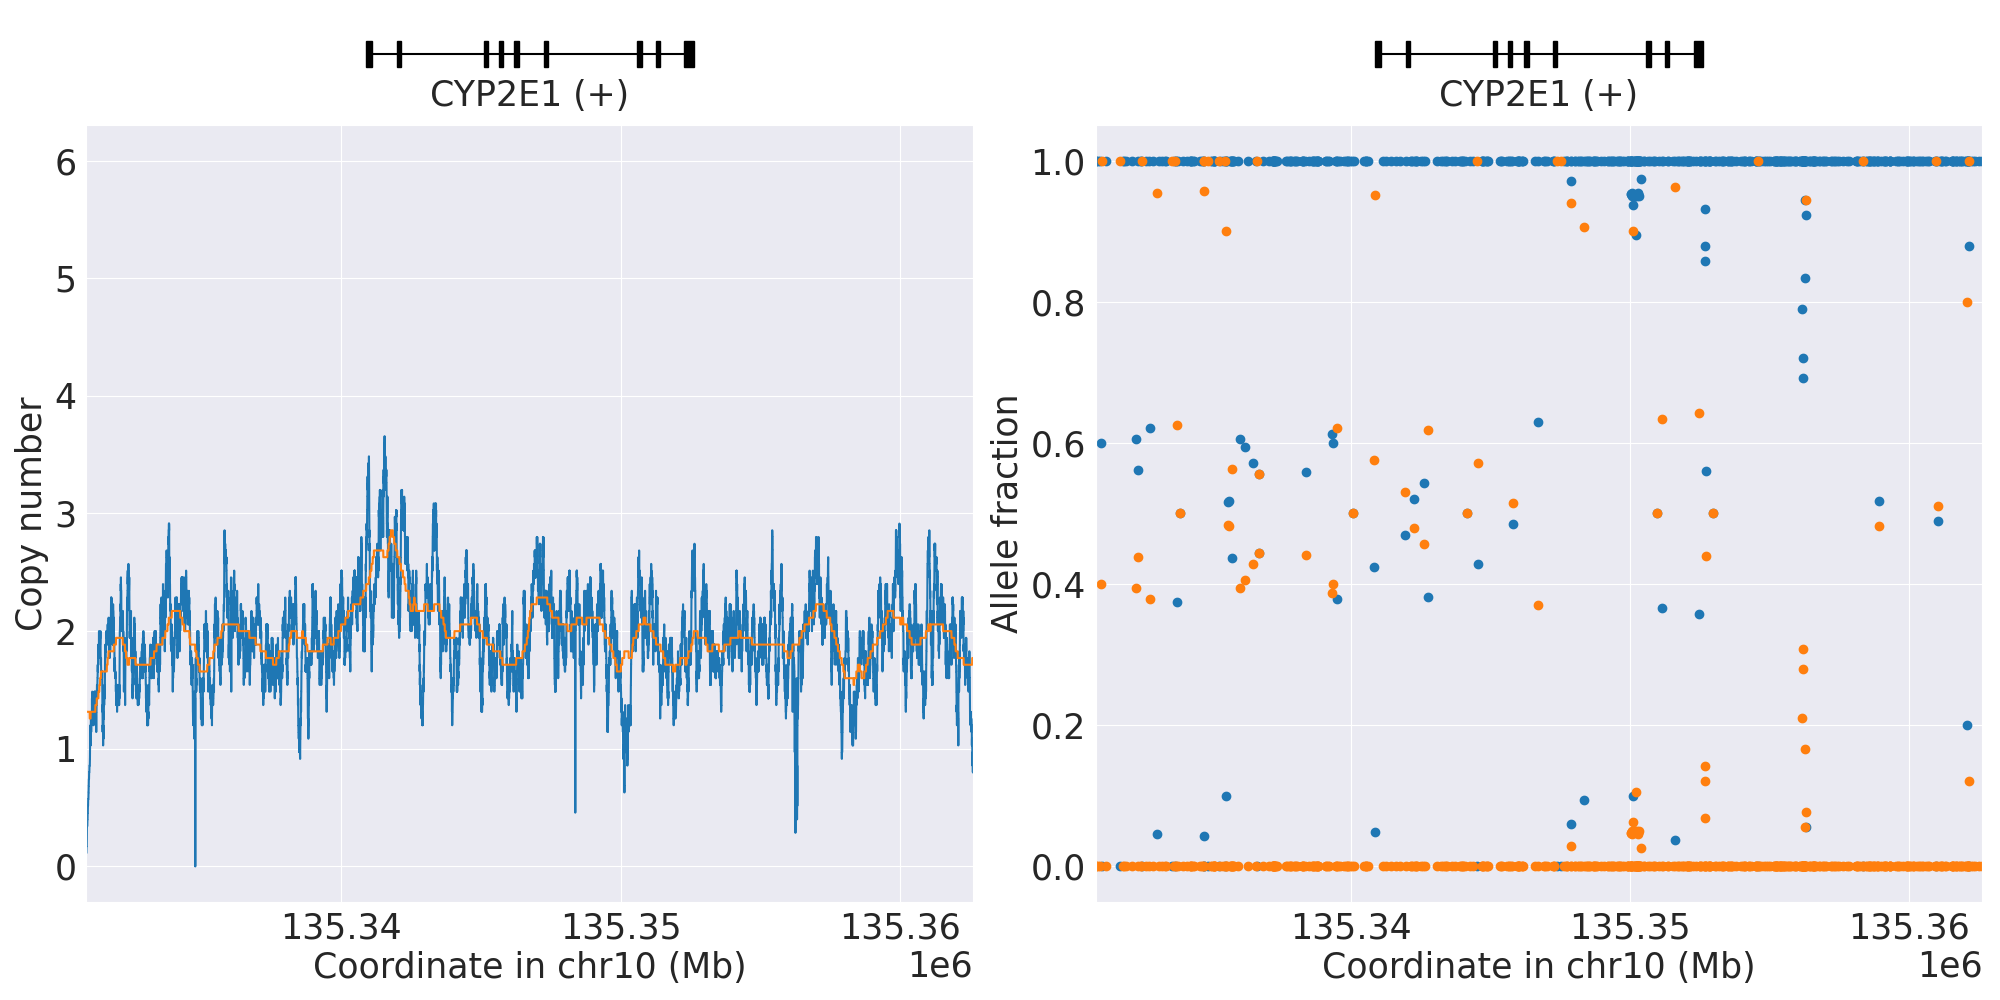 CYP2E1 (+)
6
5
4
3
2
1
0
Copy number
135.34 135.35 135.36
Coordinate in chr10 (Mb)
1e6
CYP2E1 (+)
1.0
0.8
0.6
0.4
0.2
0.0
Allele fraction
135.34 135.35 135.36
Coordinate in chr10 (Mb)
1e6